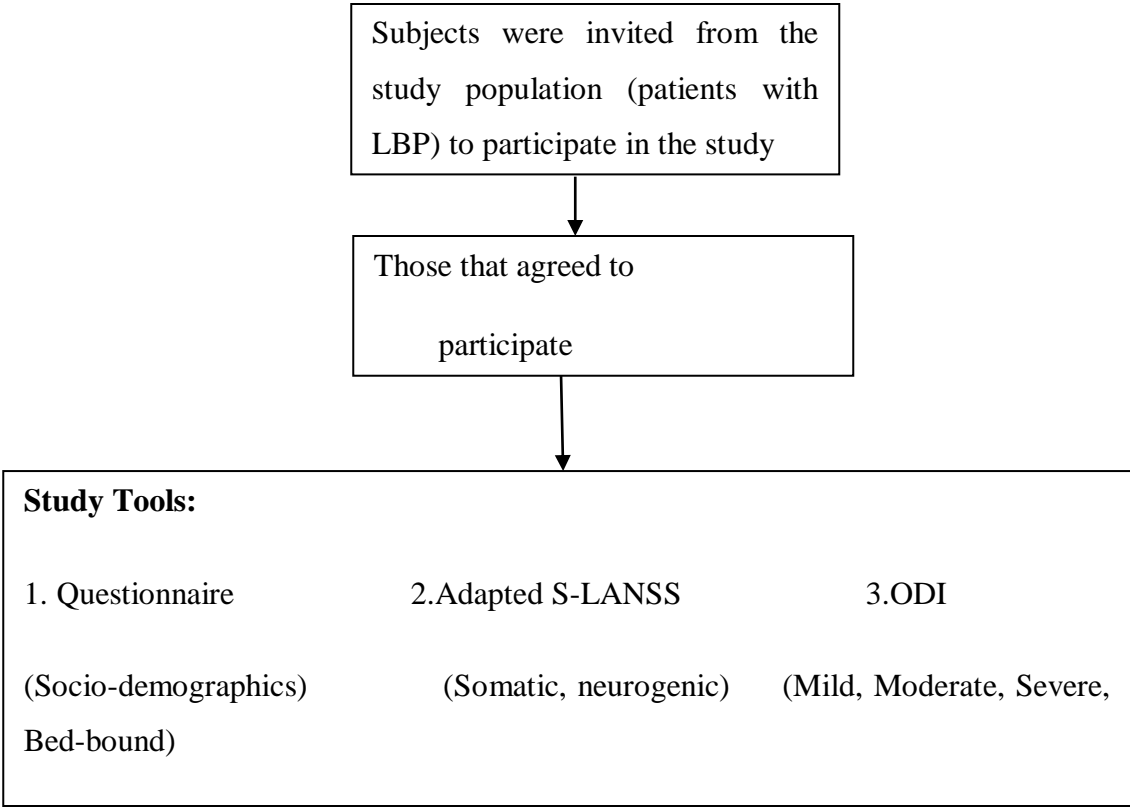 Subjects were invited from the
study population (patients with
LBP) to participate in the study
Those that agreed to
participate
Study Tools:
1. Questionnaire 2.Adapted S-LANSS 3.ODI
(Socio-demographics) (Somatic, neurogenic) (Mild, Moderate, Severe,
Bed-bound)